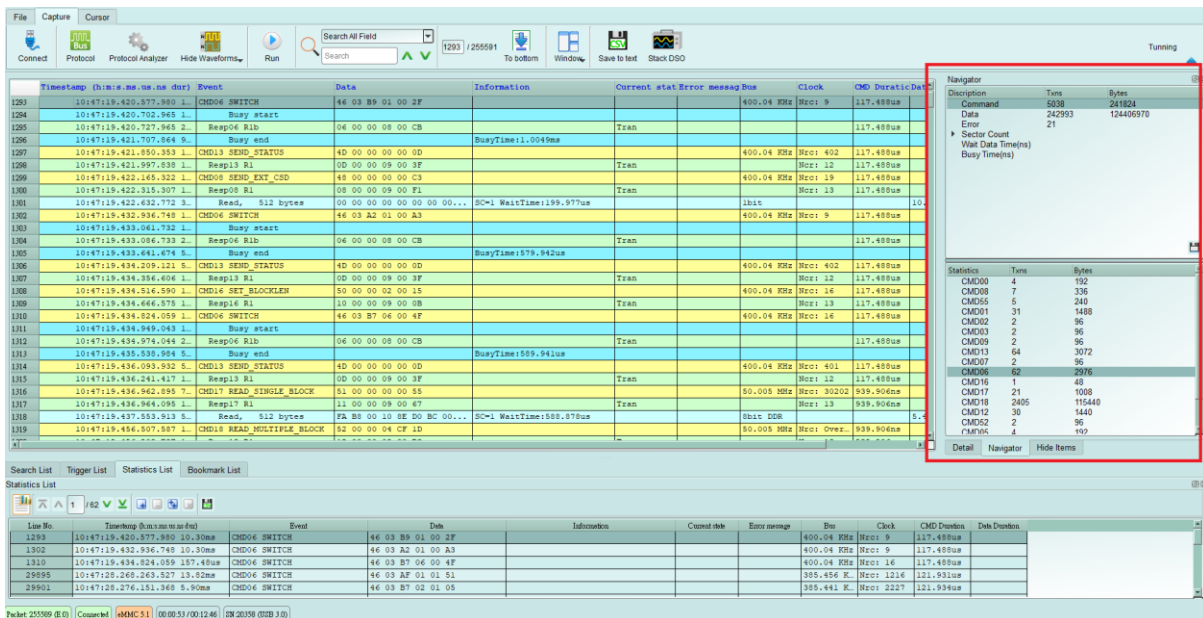 File Capture Cursor
Connect Protocol Protocol Analyzer Hide Waveforms Run Search All Field Search 1293 / 255591 To bottom Window Save to text Stack DSO Tunning
Timestamp (h:m:s.ms.us.ns dur) Event Data Information Current stat Error messag Bus Clock CMD Duratic Dat
1293 10:47:19.420.577.980 1... CMD06 SWITCH 46 03 B9 01 00 2F 400.04 KHz Nrc: 9 117.488us
1294 10:47:19.420.702.965 1... Busy start
1295 10:47:19.420.727.965 2... Resp06 R1b 06 00 00 08 00 CB Tran 117.488us
1296 10:47:19.421.707.864 9... Busy end BusyTime:1.0049ms
1297 10:47:19.421.850.353 1... CMD13 SEND_STATUS 4D 00 00 00 00 0D 400.04 KHz Nrc: 402 117.488us
1298 10:47:19.421.997.838 1... Resp13 R1 0D 00 00 09 00 3F Tran Ncr: 12 117.488us
1299 10:47:19.422.165.322 1... CMD08 SEND_EXT_CSD 48 00 00 00 00 C3 400.04 KHz Nrc: 19 117.488us
1300 10:47:19.422.315.307 1... Resp08 R1 08 00 00 09 00 F1 Tran Ncr: 13 117.488us
1301 10:47:19.422.632.772 3... Read, 512 bytes 00 00 00 00 00 00 00 00... SC=1 WaitTime:199.977us 1bit 10.
1302 10:47:19.432.936.748 1... CMD06 SWITCH 46 03 A2 01 00 A3 400.04 KHz Nrc: 9 117.488us
1303 10:47:19.433.061.732 1... Busy start
1304 10:47:19.433.086.733 2... Resp06 R1b 06 00 00 08 00 CB Tran 117.488us
1305 10:47:19.433.641.674 5... Busy end BusyTime:579.942us
1306 10:47:19.434.209.121 5... CMD13 SEND_STATUS 4D 00 00 00 00 0D 400.04 KHz Nrc: 402 117.488us
1307 10:47:19.434.356.606 1... Resp13 R1 0D 00 00 09 00 3F Tran Ncr: 12 117.488us
1308 10:47:19.434.516.590 1... CMD16 SET_BLOCKLEN 50 00 00 02 00 15 400.04 KHz Nrc: 16 117.488us
1309 10:47:19.434.666.575 1... Resp16 R1 10 00 00 09 00 0B Tran Ncr: 13 117.488us
1310 10:47:19.434.824.059 1... CMD06 SWITCH 46 03 B7 06 00 4F 400.04 KHz Nrc: 16 117.488us
1311 10:47:19.434.949.043 1... Busy start
1312 10:47:19.434.974.044 2... Resp06 R1b 06 00 00 08 00 CB Tran 117.488us
1313 10:47:19.435.538.984 5... Busy end BusyTime:589.941us
1314 10:47:19.436.093.932 5... CMD13 SEND_STATUS 4D 00 00 00 00 0D 400.04 KHz Nrc: 401 117.488us
1315 10:47:19.436.241.417 1... Resp13 R1 0D 00 00 09 00 3F Tran Ncr: 12 117.488us
1316 10:47:19.436.962.895 7... CMD17 READ_SINGLE_BLOCK 51 00 00 00 00 55 50.005 MHz Nrc: 30202 939.906ns
1317 10:47:19.436.964.095 1... Resp17 R1 11 00 00 09 00 67 Tran Ncr: 13 939.906ns
1318 10:47:19.437.553.913 5... Read, 512 bytes FA B8 00 10 8E D0 BC 00... SC=1 WaitTime:588.878us 8bit DDR 5.4
1319 10:47:19.456.507.587 1... CMD18 READ_MULTIPLE_BLOCK 52 00 00 04 CF 1D 50.005 MHz Nrc: Over... 939.906ns
Navigator
Discription Txns Bytes
Command 5038 241824
Data 242993 124406970
Error 21
Sector Count
Wait Data Time(ns)
Busy Time(ns)
Statistics Txns Bytes
CMD00 4 192
CMD08 7 336
CMD55 5 240
CMD01 31 1488
CMD02 2 96
CMD03 2 96
CMD09 2 96
CMD13 64 3072
CMD07 2 96
CMD06 62 2976
CMD16 1 48
CMD17 21 1008
CMD18 2405 115440
CMD12 30 1440
CMD52 2 96
CMD05 4 192
Detail Navigator Hide Items
Search List Trigger List Statistics List Bookmark List
Statistics List
1 /62
Line No. Timestamp (h:m:s.ms.us.ns dur) Event Data Information Current state Error message Bus Clock CMD Duration Data Duration
1293 10:47:19.420.577.980 10.30ms CMD06 SWITCH 46 03 B9 01 00 2F 400.04 KHz Nrc: 9 117.488us
1302 10:47:19.432.936.748 10.30ms CMD06 SWITCH 46 03 A2 01 00 A3 400.04 KHz Nrc: 9 117.488us
1310 10:47:19.434.824.059 157.48us CMD06 SWITCH 46 03 B7 06 00 4F 400.04 KHz Nrc: 16 117.488us
29895 10:47:28.268.263.527 13.82ms CMD06 SWITCH 46 03 AF 01 01 51 385.456 K... Nrc: 1216 121.931us
29901 10:47:28.276.151.368 5.90ms CMD06 SWITCH 46 03 B7 02 01 05 385.441 K... Nrc: 2227 121.934us
Packet: 255589 (E:0) Connected eMMC 5.1 00:00:53 / 00:12:46 SN:20358 (USB 3.0)